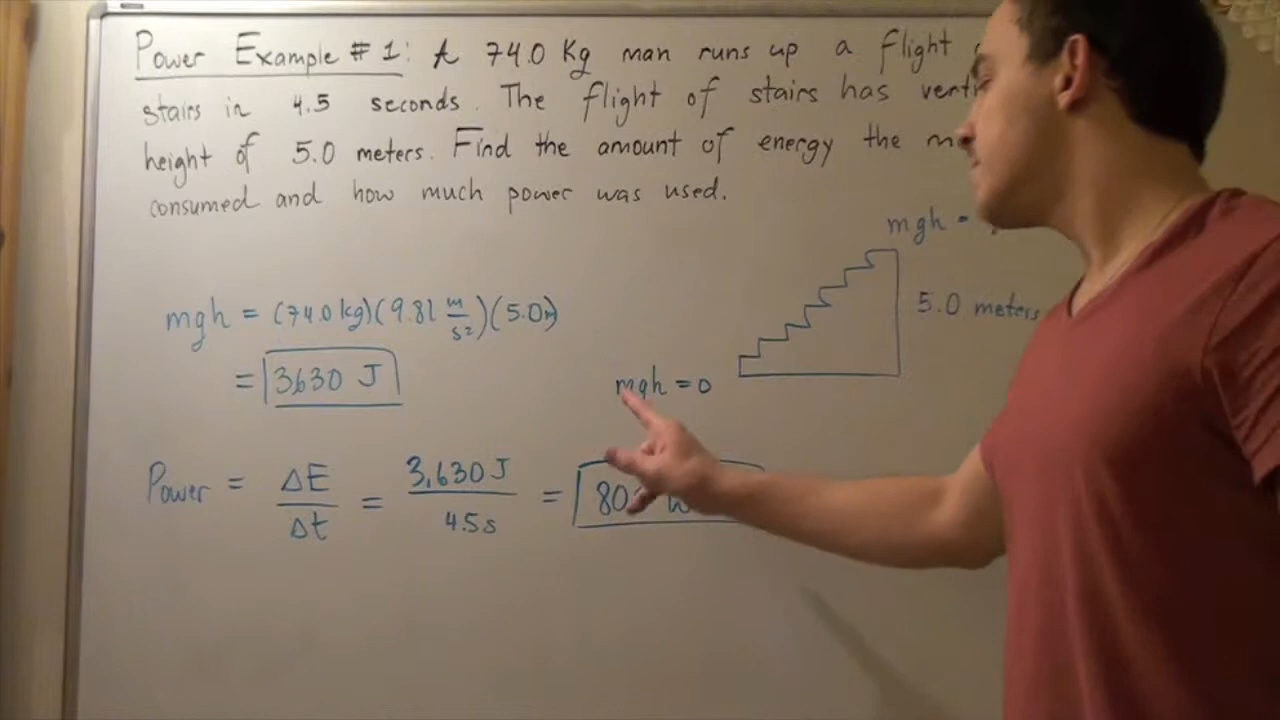 Power Example #1: A 74.0 Kg man runs up a flight
stairs in 4.5 seconds. The flight of stairs has
height of 5.0 meters. Find the amount of energy the
consumed and how much power was used.
mgh =
mgh = (74.0 kg)(9.81 m/s²)(5.0m)
5.0 meters
= 3630 J
mgh = 0
Power = ΔE/Δt = 3,630 J/4.5s =